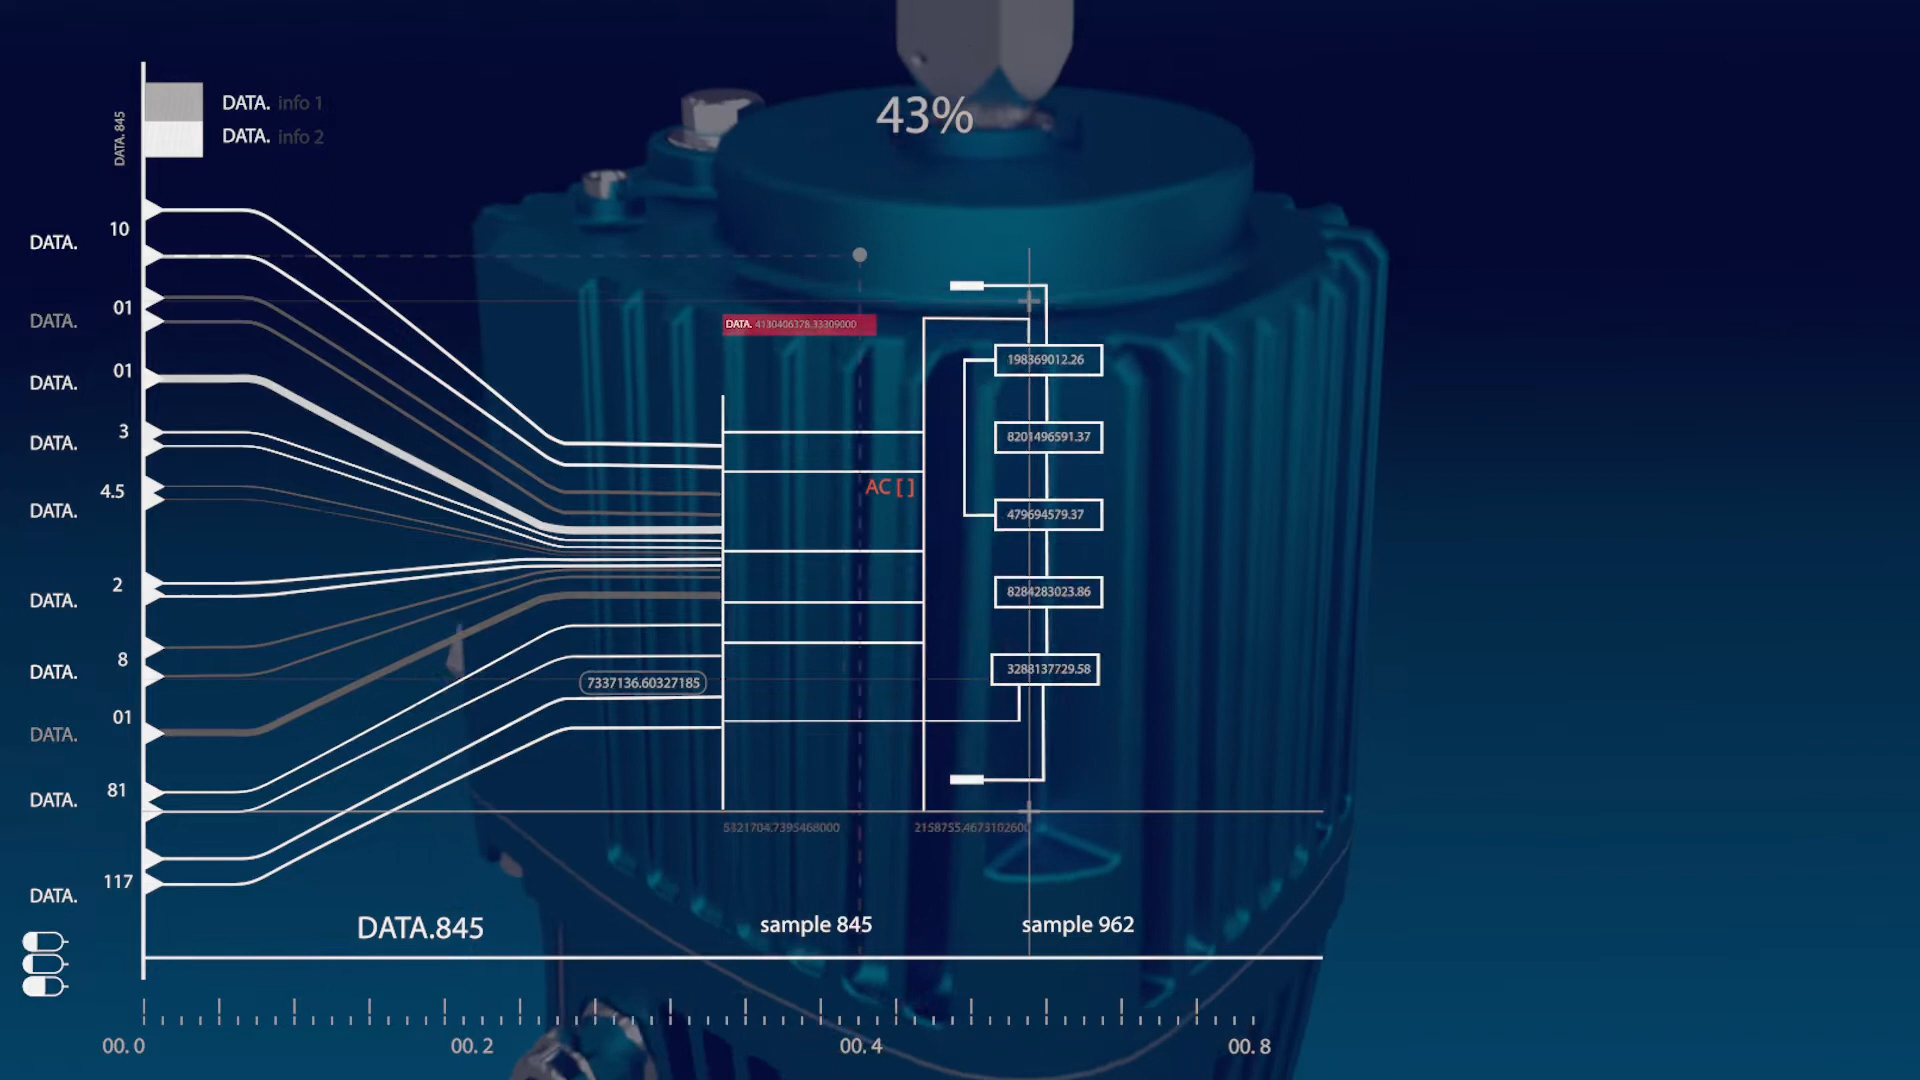 DATA. info 1
DATA. info 2
DATA. 845
43%
DATA. 10
DATA. 01
DATA. 01
DATA. 3
DATA. 4.5
DATA. 2
DATA. 8
DATA. 01
DATA. 81
DATA. 117
DATA. 4130406378.33309000
AC [ ]
198369012.26
8201496591.37
479694579.37
8284283023.86
3288137729.58
7337136.60327185
5321704.7395468000
2158755.4673102600
DATA.845
sample 845
sample 962
00. 0
00. 2
00. 4
00. 8